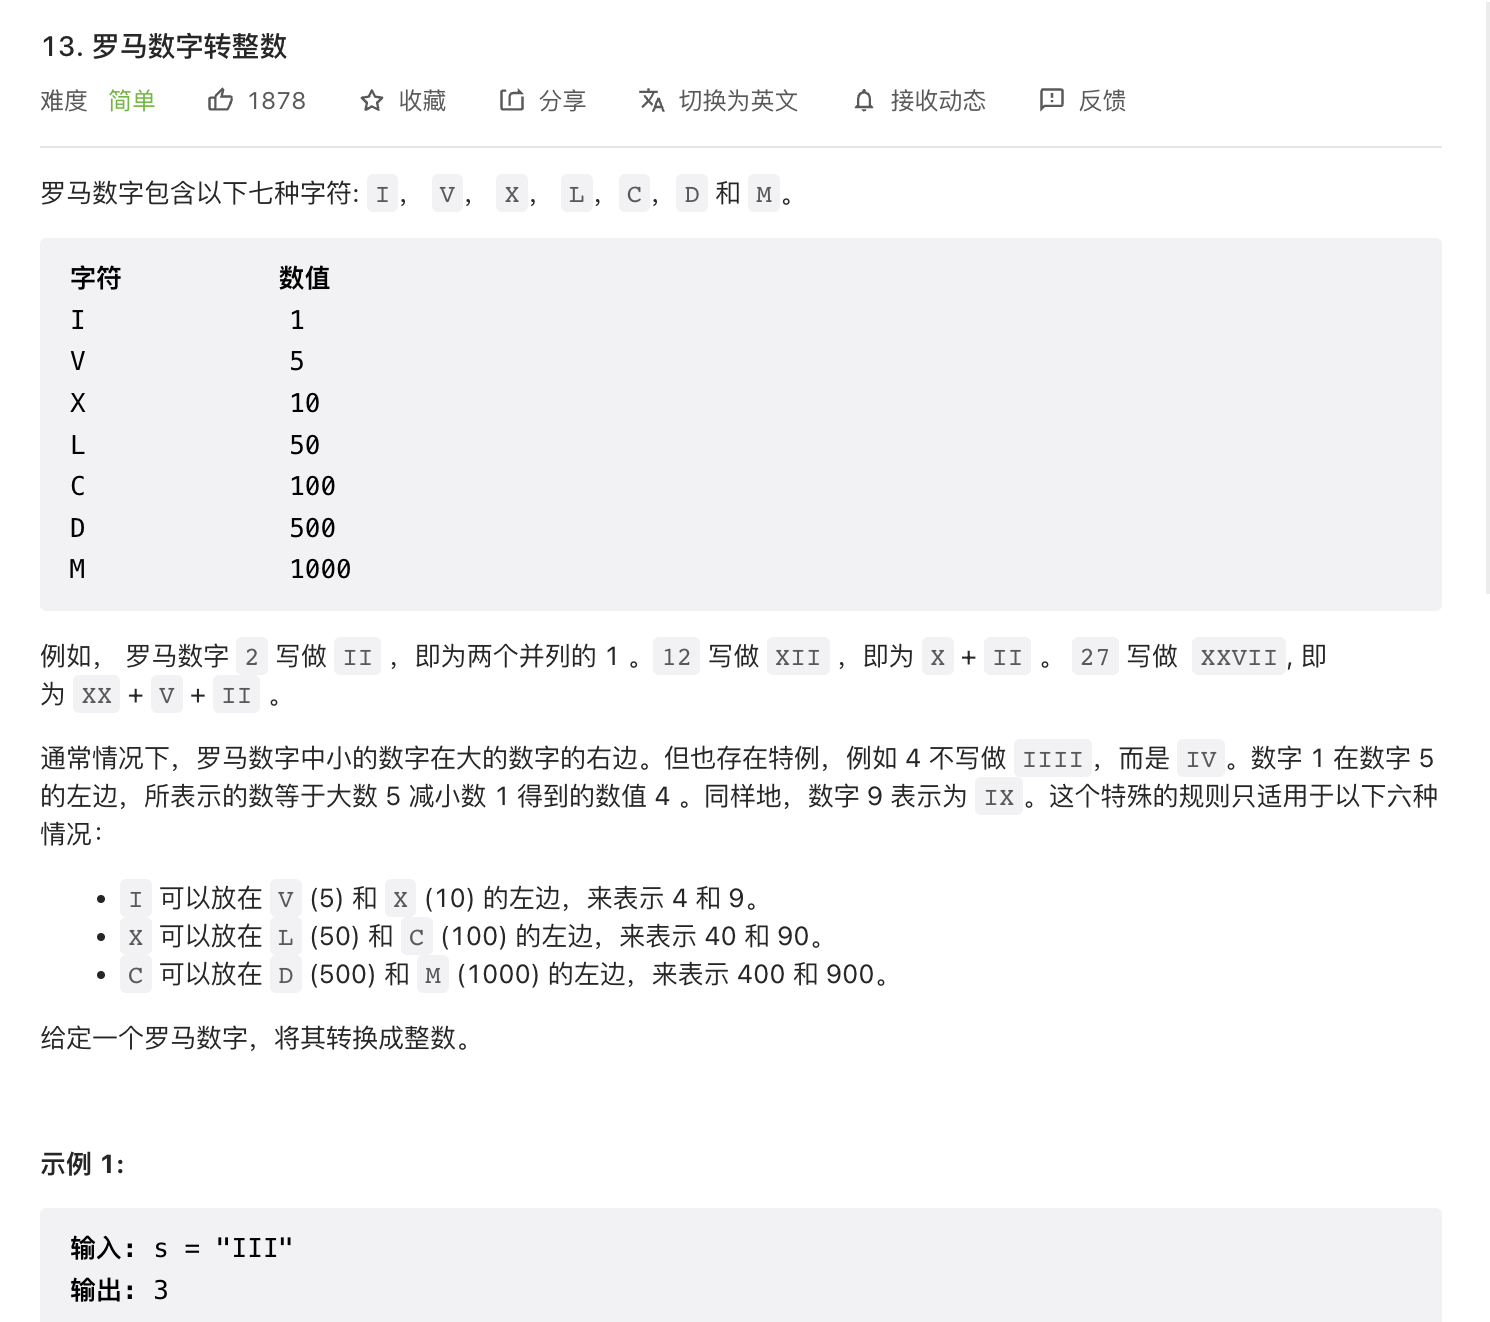 13. 罗马数字转整数
难度 简单 1878 收藏 分享 切换为英文 接收动态 反馈
罗马数字包含以下七种字符: I， V， X， L，C，D 和 M。
字符 数值
I 1
V 5
X 10
L 50
C 100
D 500
M 1000
例如， 罗马数字 2 写做 II ，即为两个并列的 1 。12 写做 XII ，即为 X + II 。 27 写做 XXVII, 即
为 XX + V + II 。
通常情况下，罗马数字中小的数字在大的数字的右边。但也存在特例，例如 4 不写做 IIII，而是 IV。数字 1 在数字 5
的左边，所表示的数等于大数 5 减小数 1 得到的数值 4 。同样地，数字 9 表示为 IX。这个特殊的规则只适用于以下六种
情况：
• I 可以放在 V (5) 和 X (10) 的左边，来表示 4 和 9。
• X 可以放在 L (50) 和 C (100) 的左边，来表示 40 和 90。
• C 可以放在 D (500) 和 M (1000) 的左边，来表示 400 和 900。
给定一个罗马数字，将其转换成整数。
示例 1:
输入: s = "III"
输出: 3